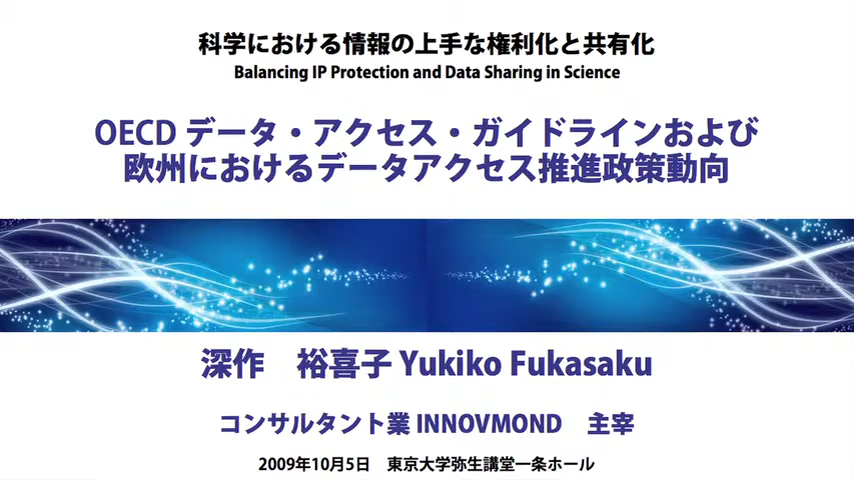 科学における情報の上手な権利化と共有化
Balancing IP Protection and Data Sharing in Science
OECD データ・アクセス・ガイドラインおよび
欧州におけるデータアクセス推進政策動向
深作　裕喜子 Yukiko Fukasaku
コンサルタント業 INNOVMOND　主宰
2009年10月5日　東京大学弥生講堂一条ホール